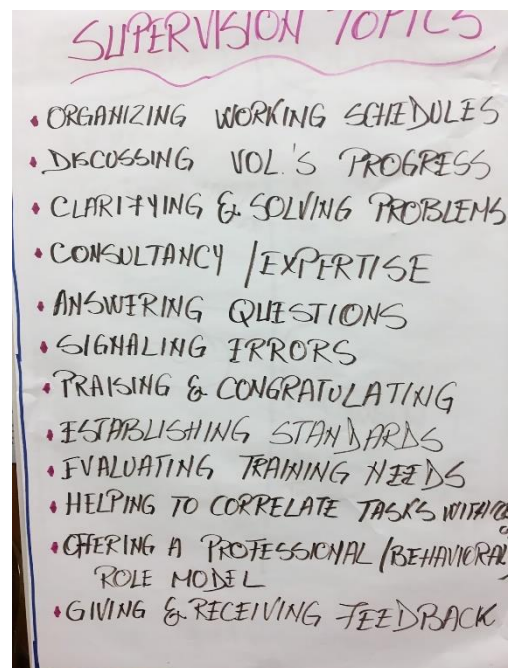 SUPERVISION TOPICS
• ORGANIZING WORKING SCHEDULES
• DISCUSSING VOL.'S PROGRESS
• CLARIFYING & SOLVING PROBLEMS
• CONSULTANCY / EXPERTISE
• ANSWERING QUESTIONS
• SIGNALING ERRORS
• PRAISING & CONGRATULATING
• ESTABLISHING STANDARDS
• EVALUATING TRAINING NEEDS
• HELPING TO CORRELATE TASKS WITH
• OFFERING A PROFESSIONAL / BEHAVIORAL
ROLE MODEL
• GIVING & RECEIVING FEEDBACK